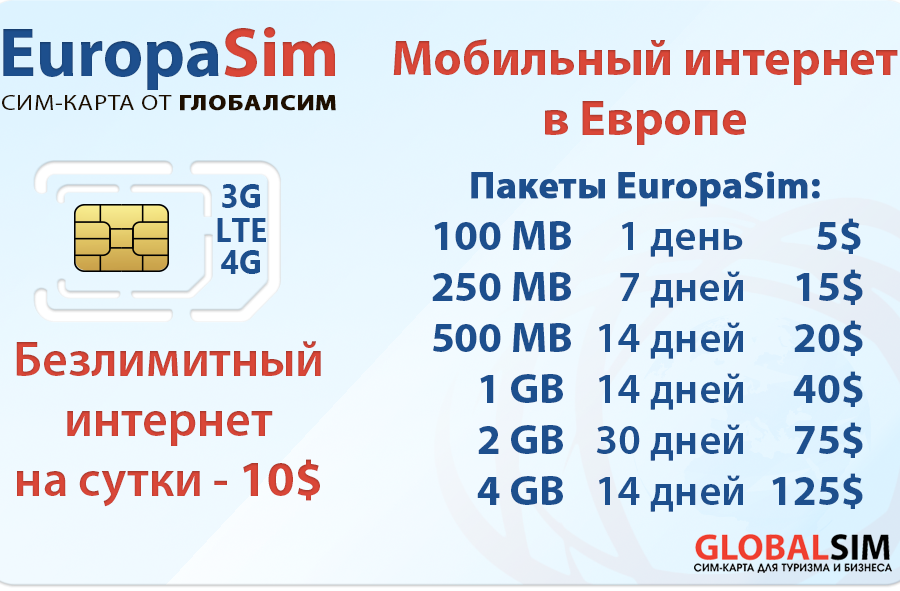 EuropaSim
СИМ-КАРТА ОТ ГЛОБАЛСИМ
3G
LTE
4G
Безлимитный
интернет
на сутки - 10$
Мобильный интернет
в Европе
Пакеты EuropaSim:
100 MB 1 день 5$
250 MB 7 дней 15$
500 MB 14 дней 20$
1 GB 14 дней 40$
2 GB 30 дней 75$
4 GB 14 дней 125$
GLOBALSIM
СИМ-КАРТА ДЛЯ ТУРИЗМА И БИЗНЕСА